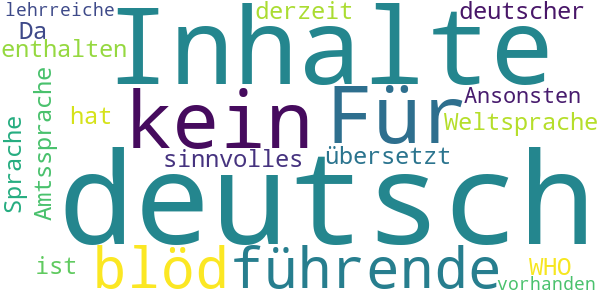 lehrreiche
Da
derzeit
deutscher
Inhalte
enthalten
Amtssprache
hat
kein
Für
Ansonsten
Weltsprache
Sprache
sinnvolles
übersetzt
deutsch
ist
blöd
führende
WHO
vorhanden